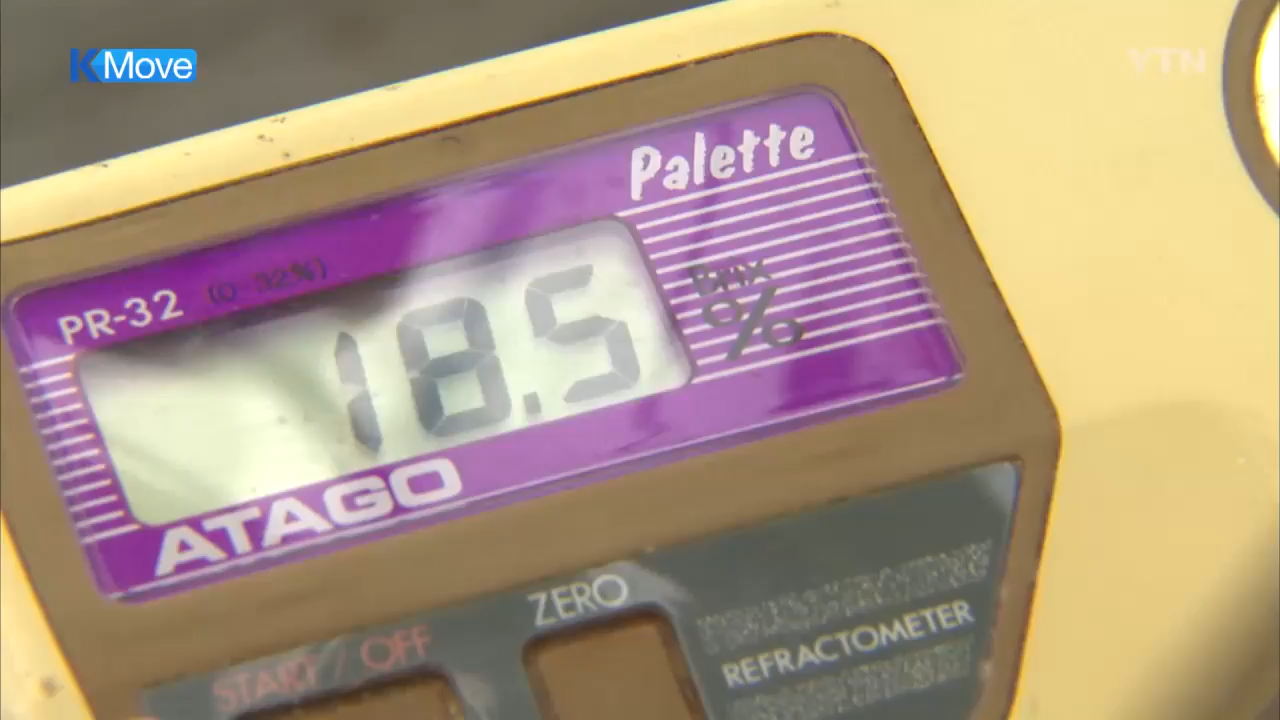 KMove
YTN
Palette
PR-32 (0-32%)
Brix
%
18.5
ATAGO
ZERO
START / OFF
REFRACTOMETER